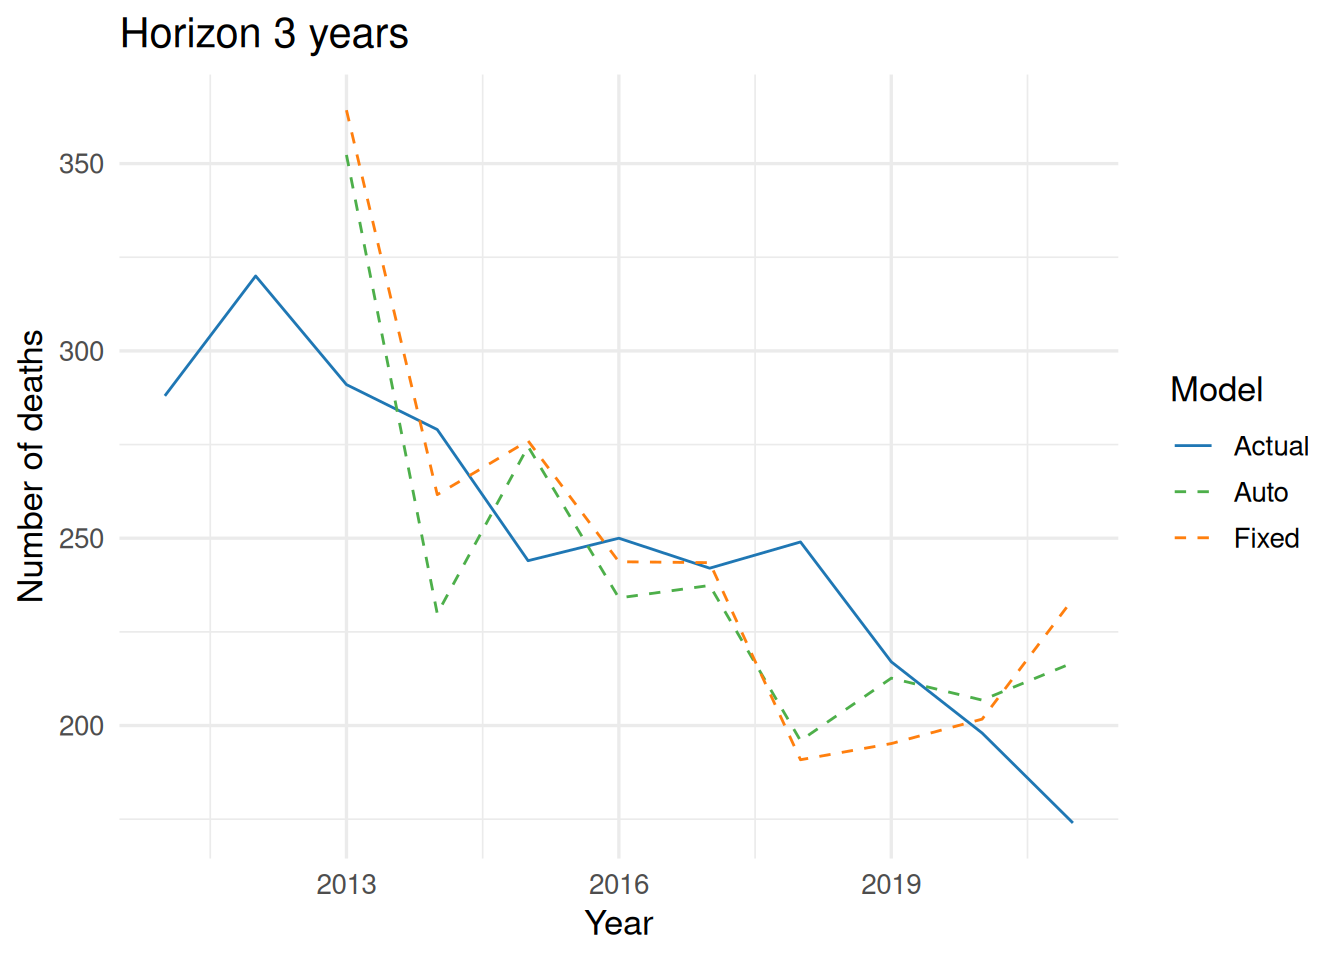 Horizon 3 years
350
300
250
200
Number of deaths
2013
2016
2019
Year
Model
Actual
Auto
Fixed